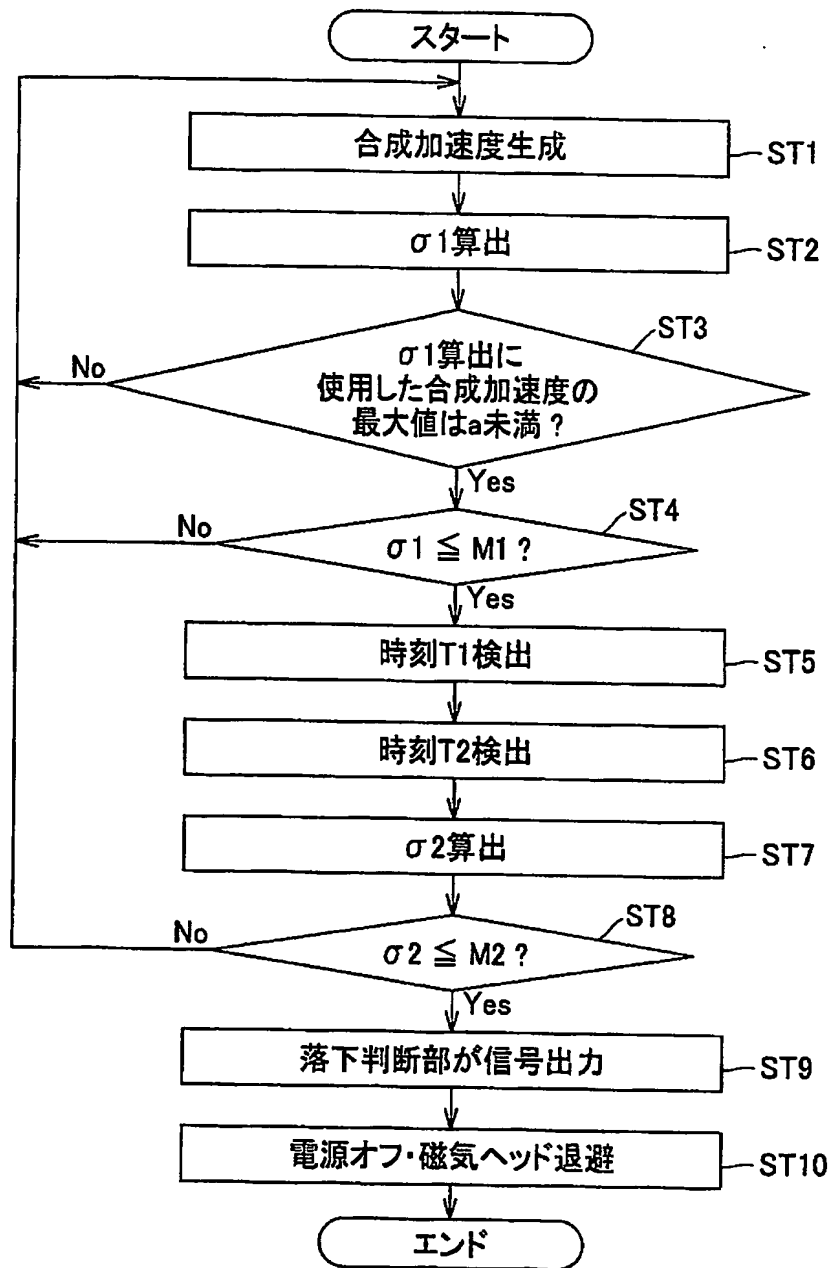 スタート
合成加速度生成
ST1
σ1算出
ST2
ST3
No
σ1算出に
使用した合成加速度の
最大値はa未満?
Yes
ST4
No
σ1 ≦ M1?
Yes
時刻T1検出
ST5
時刻T2検出
ST6
σ2算出
ST7
ST8
No
σ2 ≦ M2?
Yes
落下判断部が信号出力
ST9
電源オフ・磁気ヘッド退避
ST10
エンド